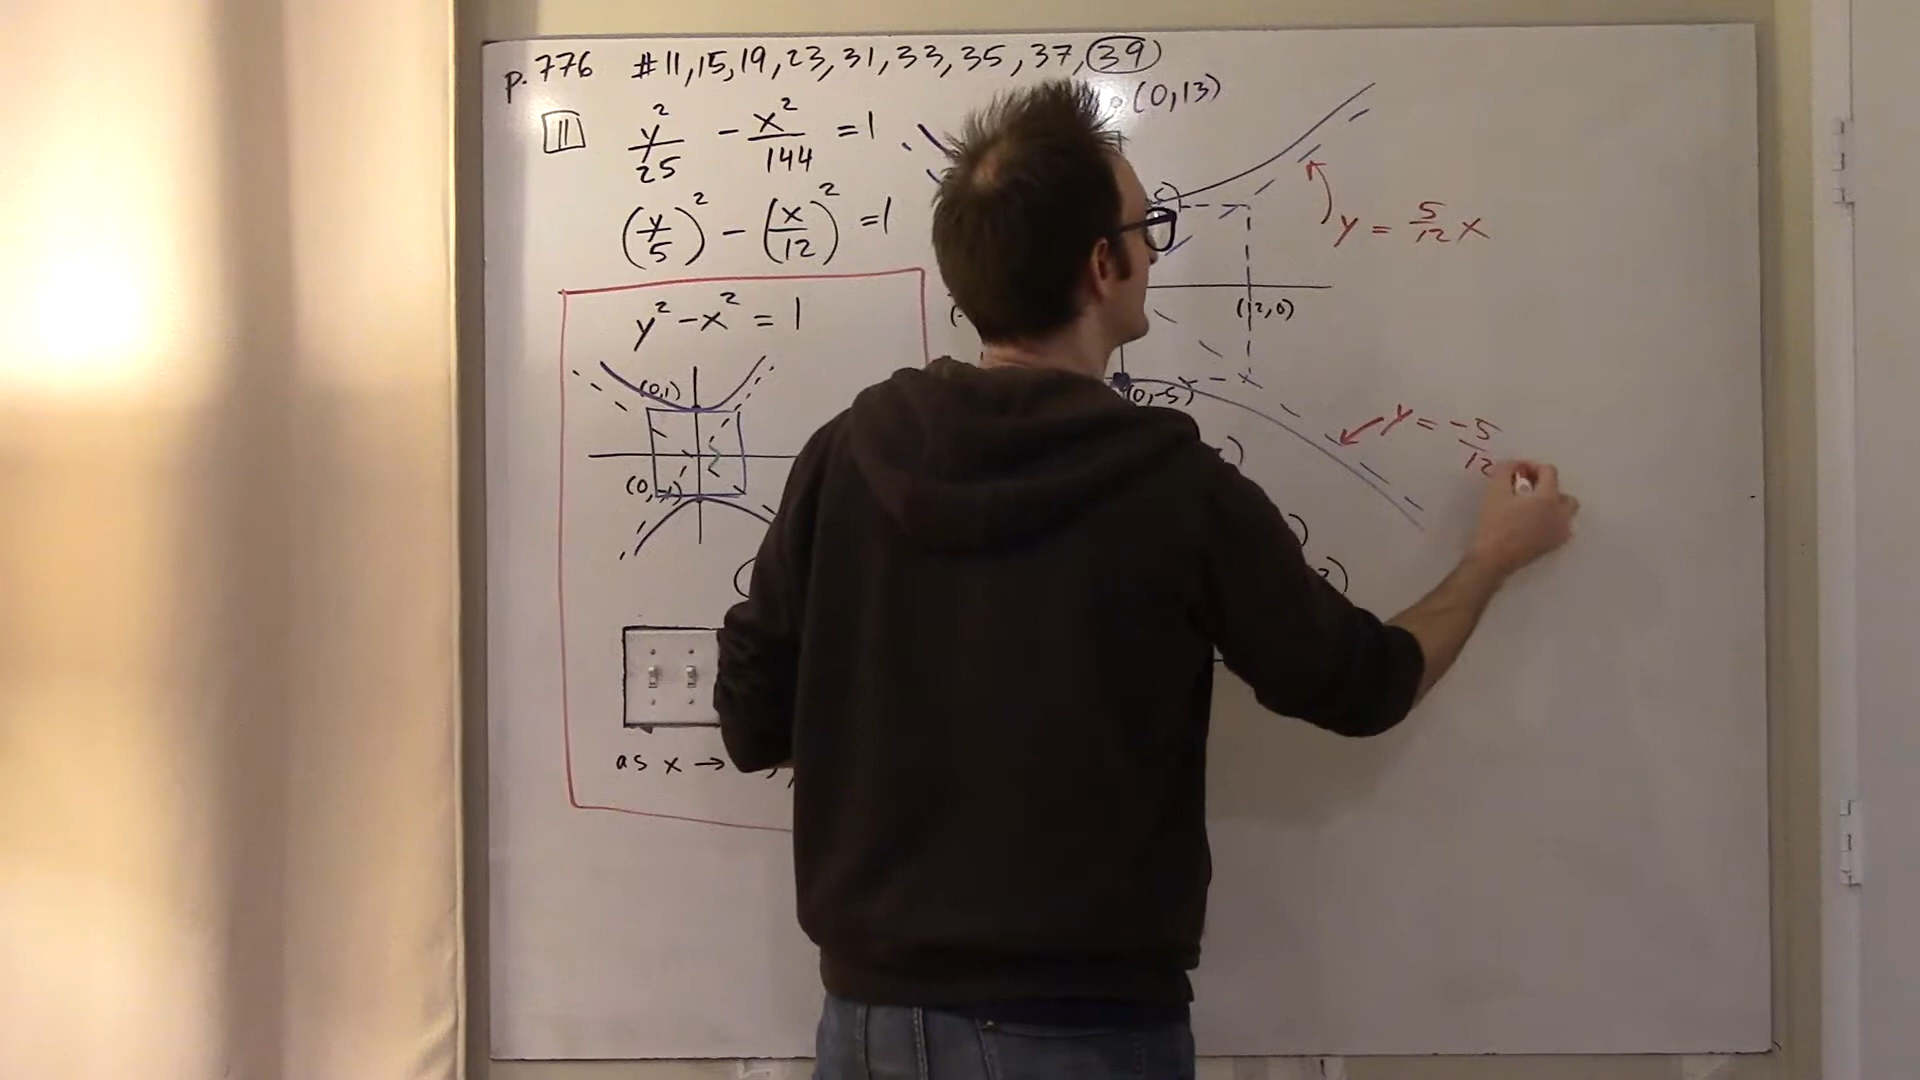 p. 776 #11, 15, 19, 23, 31, 33, 35, 37, 39
(0,13)
11 y²/25 - x²/144 = 1
(y/5)² - (x/12)² = 1
y = 5/12 x
y² - x² = 1
(12,0)
(0,1)
(0,-5)
y = -5/12
(0,-1)
as x →